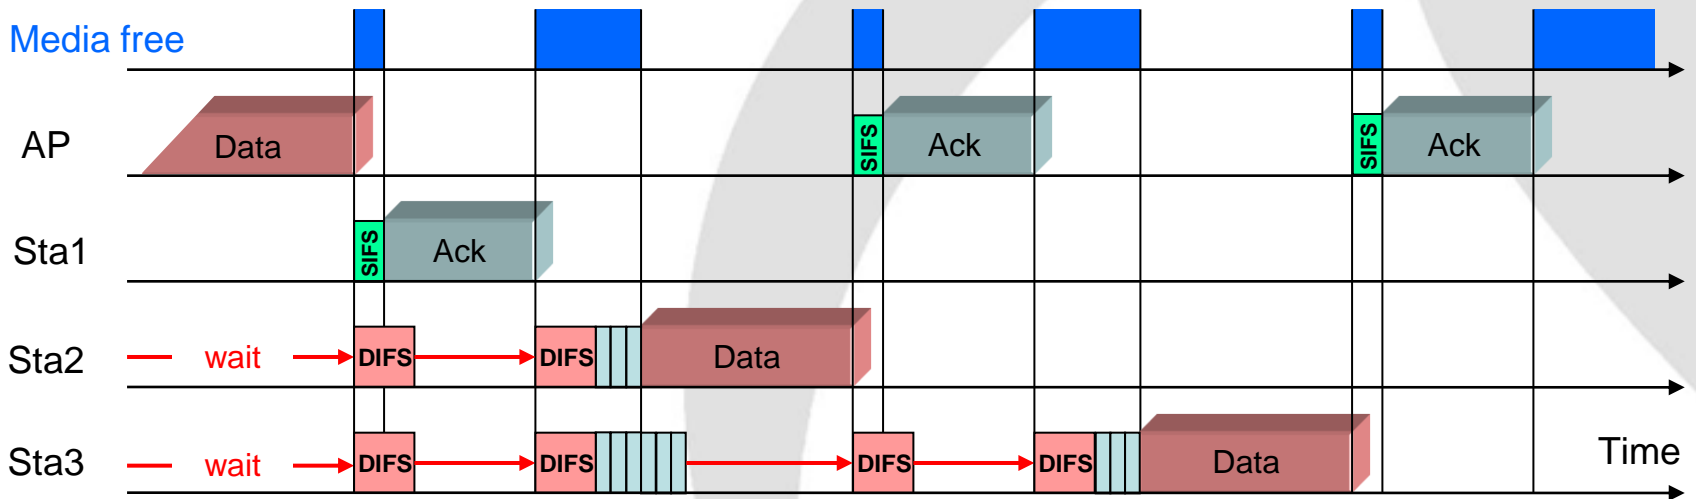 Media free
AP
Data
SIFS
Ack
SIFS
Ack
Sta1
SIFS
Ack
Sta2
wait
DIFS
DIFS
Data
Sta3
wait
DIFS
DIFS
DIFS
DIFS
Data
Time